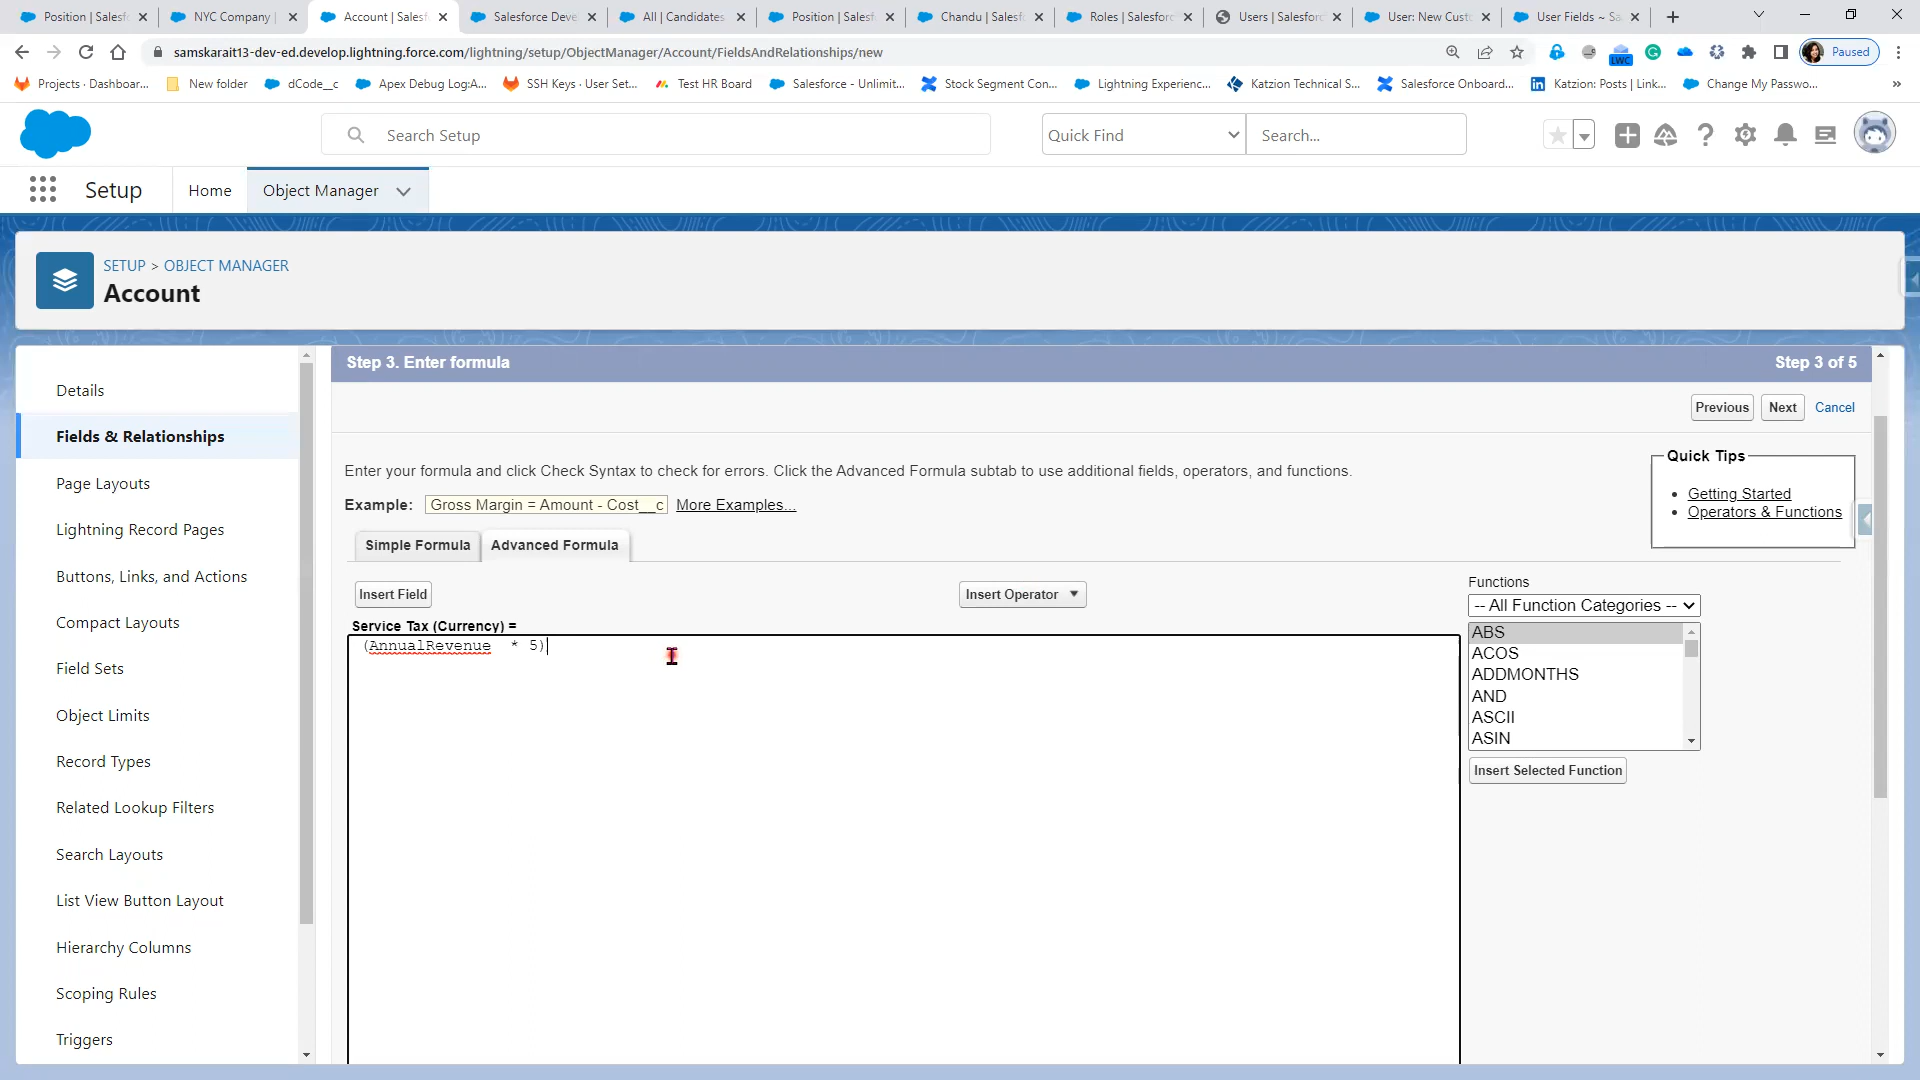 Position | Salesf
NYC Company |
Account | Salesf
Salesforce Deve
All | Candidates
Position | Salesf
Chandu | Salesf
Roles | Salesforc
Users | Salesforc
User: New Custo
User Fields ~ Sa
samskarait13-dev-ed.develop.lightning.force.com/lightning/setup/ObjectManager/Account/FieldsAndRelationships/new
LWC
Paused
Projects · Dashboar...
New folder
dCode__c
Apex Debug Log:A...
SSH Keys · User Set...
Test HR Board
Salesforce - Unlimit...
Stock Segment Con...
Lightning Experienc...
Katzion Technical S...
Salesforce Onboard...
Katzion: Posts | Link...
Change My Passwo...
»
Search Setup
Quick Find
Search...
Setup
Home
Object Manager
SETUP > OBJECT MANAGER
Account
Details
Fields & Relationships
Page Layouts
Lightning Record Pages
Buttons, Links, and Actions
Compact Layouts
Field Sets
Object Limits
Record Types
Related Lookup Filters
Search Layouts
List View Button Layout
Hierarchy Columns
Scoping Rules
Triggers
Step 3. Enter formula
Step 3 of 5
Previous
Next
Cancel
Enter your formula and click Check Syntax to check for errors. Click the Advanced Formula subtab to use additional fields, operators, and functions.
Example: Gross Margin = Amount - Cost__c More Examples...
Quick Tips
• Getting Started
• Operators & Functions
Simple Formula
Advanced Formula
Insert Field
Insert Operator
Service Tax (Currency) =
(AnnualRevenue * 5)
Functions
-- All Function Categories --
ABS
ACOS
ADDMONTHS
AND
ASCII
ASIN
Insert Selected Function